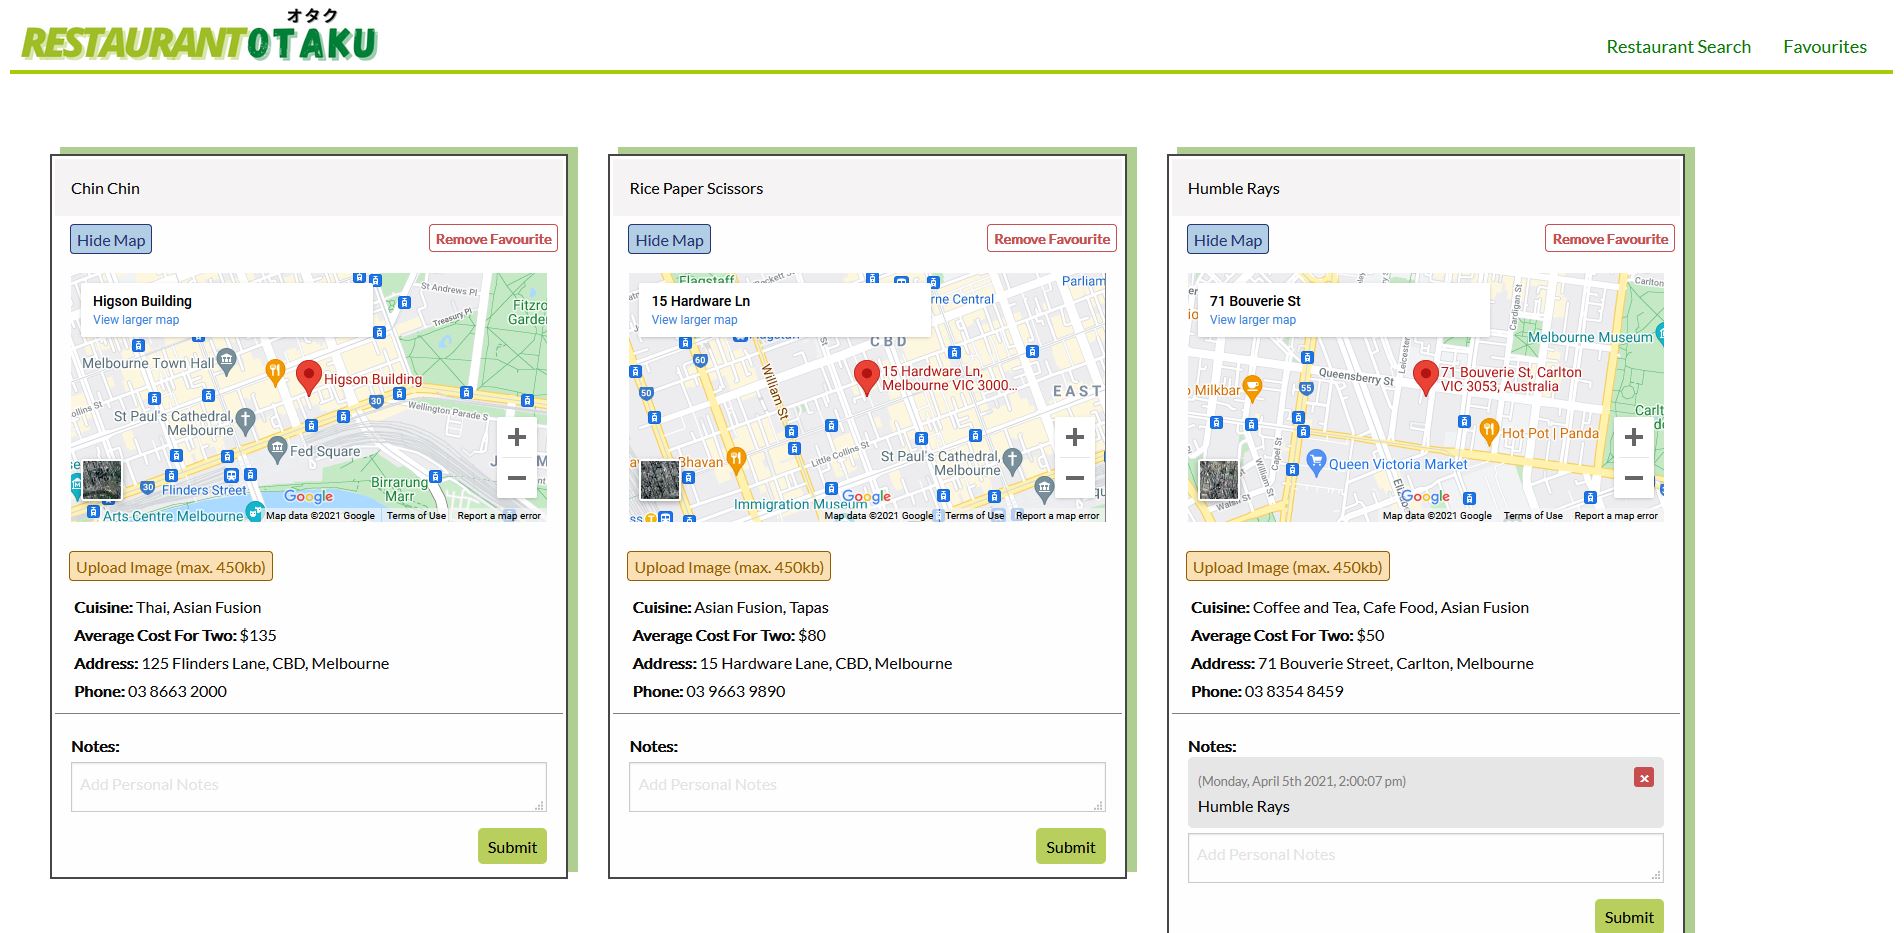 オタク
RESTAURANT OTAKU
Restaurant Search
Favourites
Chin Chin
Hide Map
Remove Favourite
Higson Building
View larger map
St Andrews Pl
Treasury Pl
Melbourne Town Hall
Higson Building
30
Wellington Parade S
St Paul's Cathedral,
Melbourne
Fed Square
30
Flinders Street
Birrarung
Marr
Arts Centre Melbourne
Google
Map data ©2021 Google
Terms of Use
Report a map error
Upload Image (max. 450kb)
Cuisine: Thai, Asian Fusion
Average Cost For Two: $135
Address: 125 Flinders Lane, CBD, Melbourne
Phone: 03 8663 2000
Notes:
Add Personal Notes
Submit
Rice Paper Scissors
Hide Map
Remove Favourite
Flagstaff
15 Hardware Ln
View larger map
Parliam
rne Central
60
CBD
15 Hardware Ln,
Melbourne VIC 3000...
50
EAST
William St
Little Collins St
Bhavan
St Paul's Cathedral,
Melbourne
Immigration Museum
Google
Map data ©2021 Google
Terms of Use
Report a map error
Upload Image (max. 450kb)
Cuisine: Asian Fusion, Tapas
Average Cost For Two: $80
Address: 15 Hardware Lane, CBD, Melbourne
Phone: 03 9663 9890
Notes:
Add Personal Notes
Submit
Humble Rays
Hide Map
Remove Favourite
71 Bouverie St
View larger map
Cardigan St
Melbourne Museum
Queensberry St
71 Bouverie St, Carlton
VIC 3053, Australia
55
Milkbar
Hot Pot | Panda
Capel St
William St
Queen Victoria Market
Google
Map data ©2021 Google
Terms of Use
Report a map error
Upload Image (max. 450kb)
Cuisine: Coffee and Tea, Cafe Food, Asian Fusion
Average Cost For Two: $50
Address: 71 Bouverie Street, Carlton, Melbourne
Phone: 03 8354 8459
Notes:
(Monday, April 5th 2021, 2:00:07 pm)
Humble Rays
Add Personal Notes
Submit